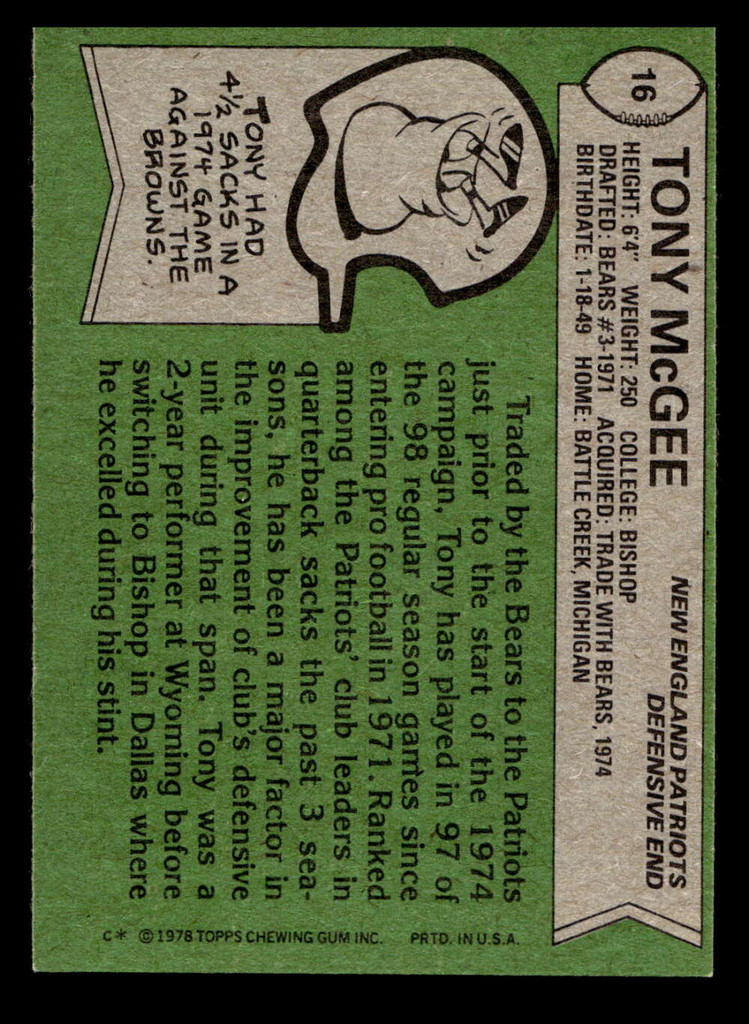 16
TONY McGEE
NEW ENGLAND PATRIOTS
DEFENSIVE END
HEIGHT: 6'4" WEIGHT: 250 COLLEGE: BISHOP
DRAFTED: BEARS #3-1971 ACQUIRED: TRADE WITH BEARS, 1974
BIRTHDATE: 1-18-49 HOME: BATTLE CREEK, MICHIGAN
TONY HAD
4½ SACKS IN A
1974 GAME
AGAINST THE
BROWNS.
Traded by the Bears to the Patriots
just prior to the start of the 1974
campaign, Tony has played in 97 of
the 98 regular season games since
entering pro football in 1971. Ranked
among the Patriots' club leaders in
quarterback sacks the past 3 sea-
sons, he has been a major factor in
the improvement of club's defensive
unit during that span. Tony was a
2-year performer at Wyoming before
switching to Bishop in Dallas where
he excelled during his stint.
C* ©1978 TOPPS CHEWING GUM INC. PRTD. IN U.S.A.